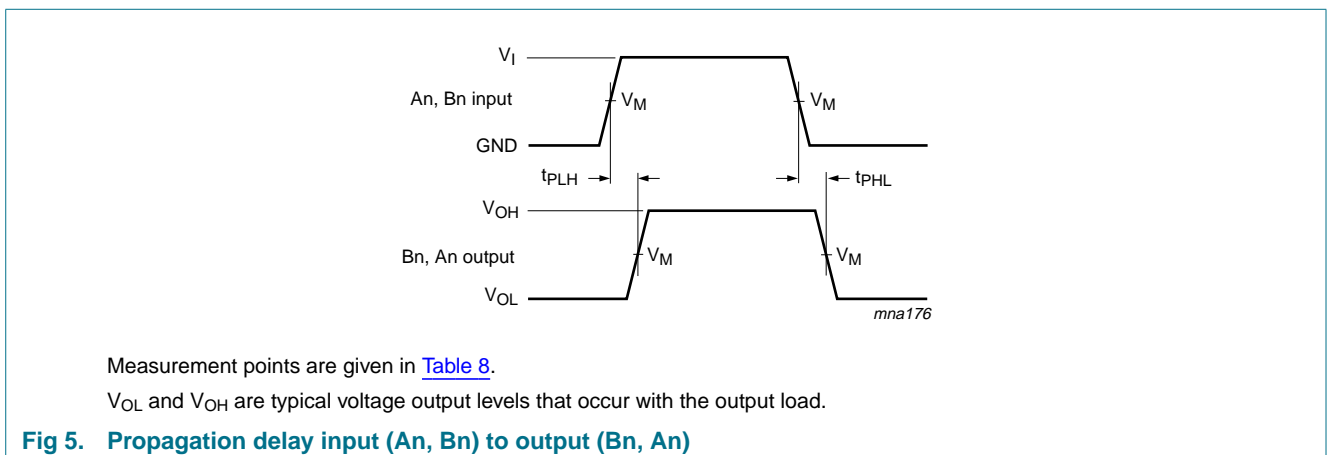 VI
An, Bn input
VM
VM
GND
tPLH
tPHL
VOH
Bn, An output
VM
VM
VOL
mna176
Measurement points are given in Table 8.
VOL and VOH are typical voltage output levels that occur with the output load.
Fig 5. Propagation delay input (An, Bn) to output (Bn, An)